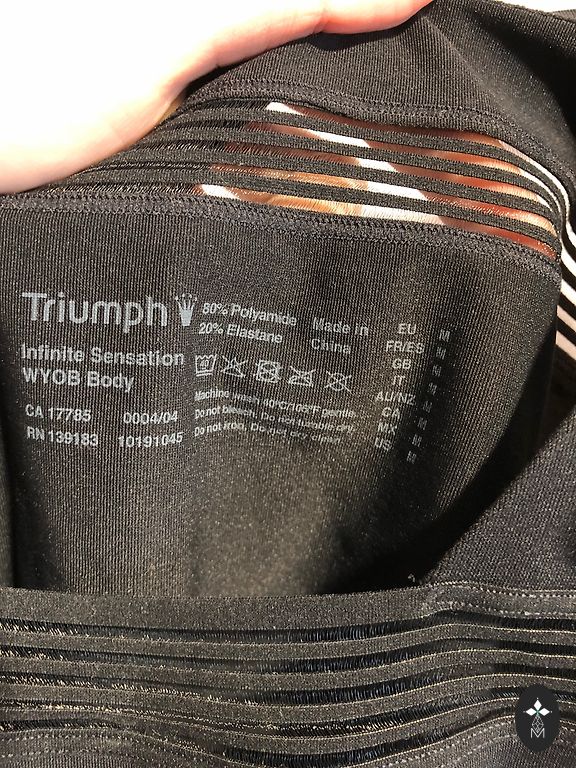 Triumph
Infinite Sensation
WYOB Body
CA 17785 0004/04
RN 139183 10191045
80% Polyamide
20% Elastane
Machine wash, 40°C/105°F gentle.
Do not bleach. Do not tumble dry.
Do not iron. Do not dry clean.
Made in
China
EU M
FR/ES M
GB M
IT M
AU/NZ M
CA M
MX M
US M